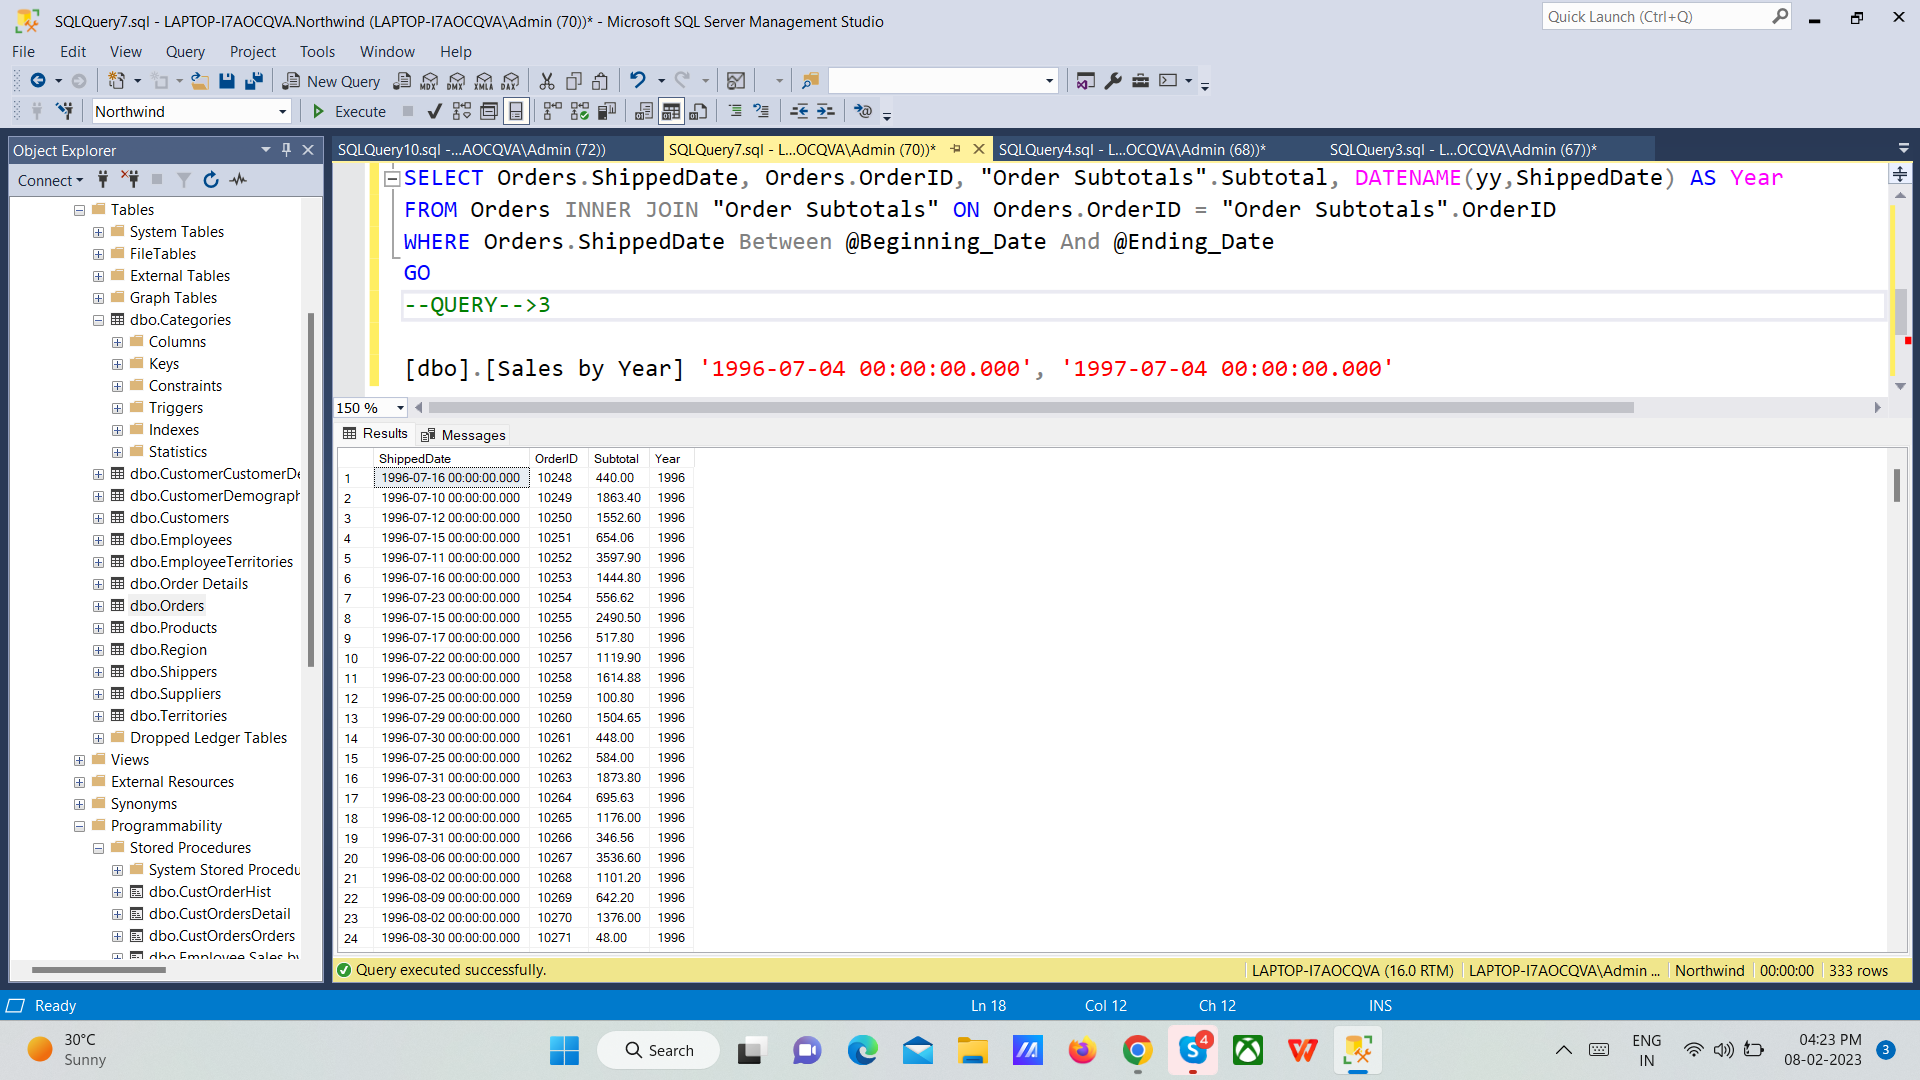 SQLQuery7.sql - LAPTOP-I7AOCQVA.Northwind (LAPTOP-I7AOCQVA\Admin (70))* - Microsoft SQL Server Management Studio
Quick Launch (Ctrl+Q)
File Edit View Query Project Tools Window Help
New Query MDX DMX XMLA DAX
Northwind Execute
Object Explorer
Connect
Tables
System Tables
FileTables
External Tables
Graph Tables
dbo.Categories
Columns
Keys
Constraints
Triggers
Indexes
Statistics
dbo.CustomerCustomerDe
dbo.CustomerDemograph
dbo.Customers
dbo.Employees
dbo.EmployeeTerritories
dbo.Order Details
dbo.Orders
dbo.Products
dbo.Region
dbo.Shippers
dbo.Suppliers
dbo.Territories
Dropped Ledger Tables
Views
External Resources
Synonyms
Programmability
Stored Procedures
System Stored Procedu
dbo.CustOrderHist
dbo.CustOrdersDetail
dbo.CustOrdersOrders
dbo.Employee Sales by
SQLQuery10.sql -...AOCQVA\Admin (72)) SQLQuery7.sql - L...OCQVA\Admin (70))* SQLQuery4.sql - L...OCQVA\Admin (68))* SQLQuery3.sql - L...OCQVA\Admin (67))*
SELECT Orders.ShippedDate, Orders.OrderID, "Order Subtotals".Subtotal, DATENAME(yy,ShippedDate) AS Year
FROM Orders INNER JOIN "Order Subtotals" ON Orders.OrderID = "Order Subtotals".OrderID
WHERE Orders.ShippedDate Between @Beginning_Date And @Ending_Date
GO
--QUERY-->3
[dbo].[Sales by Year] '1996-07-04 00:00:00.000', '1997-07-04 00:00:00.000'
150 %
Results Messages
ShippedDate OrderID Subtotal Year
1 1996-07-16 00:00:00.000 10248 440.00 1996
2 1996-07-10 00:00:00.000 10249 1863.40 1996
3 1996-07-12 00:00:00.000 10250 1552.60 1996
4 1996-07-15 00:00:00.000 10251 654.06 1996
5 1996-07-11 00:00:00.000 10252 3597.90 1996
6 1996-07-16 00:00:00.000 10253 1444.80 1996
7 1996-07-23 00:00:00.000 10254 556.62 1996
8 1996-07-15 00:00:00.000 10255 2490.50 1996
9 1996-07-17 00:00:00.000 10256 517.80 1996
10 1996-07-22 00:00:00.000 10257 1119.90 1996
11 1996-07-23 00:00:00.000 10258 1614.88 1996
12 1996-07-25 00:00:00.000 10259 100.80 1996
13 1996-07-29 00:00:00.000 10260 1504.65 1996
14 1996-07-30 00:00:00.000 10261 448.00 1996
15 1996-07-25 00:00:00.000 10262 584.00 1996
16 1996-07-31 00:00:00.000 10263 1873.80 1996
17 1996-08-23 00:00:00.000 10264 695.63 1996
18 1996-08-12 00:00:00.000 10265 1176.00 1996
19 1996-07-31 00:00:00.000 10266 346.56 1996
20 1996-08-06 00:00:00.000 10267 3536.60 1996
21 1996-08-02 00:00:00.000 10268 1101.20 1996
22 1996-08-09 00:00:00.000 10269 642.20 1996
23 1996-08-02 00:00:00.000 10270 1376.00 1996
24 1996-08-30 00:00:00.000 10271 48.00 1996
Query executed successfully. LAPTOP-I7AOCQVA (16.0 RTM) LAPTOP-I7AOCQVA\Admin ... Northwind 00:00:00 333 rows
Ready Ln 18 Col 12 Ch 12 INS
30°C
Sunny
Search
4
ENG
IN
04:23 PM
08-02-2023
3